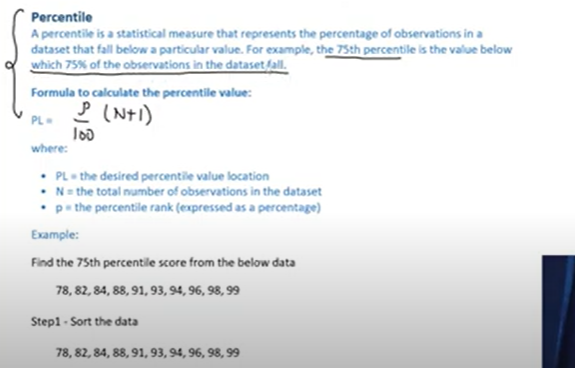 Percentile
A percentile is a statistical measure that represents the percentage of observations in a
dataset that fall below a particular value. For example, the 75th percentile is the value below
which 75% of the observations in the dataset fall.
Formula to calculate the percentile value:
PL = p/100 (N+1)
where:
• PL = the desired percentile value location
• N = the total number of observations in the dataset
• p = the percentile rank (expressed as a percentage)
Example:
Find the 75th percentile score from the below data
78, 82, 84, 88, 91, 93, 94, 96, 98, 99
Step1 - Sort the data
78, 82, 84, 88, 91, 93, 94, 96, 98, 99